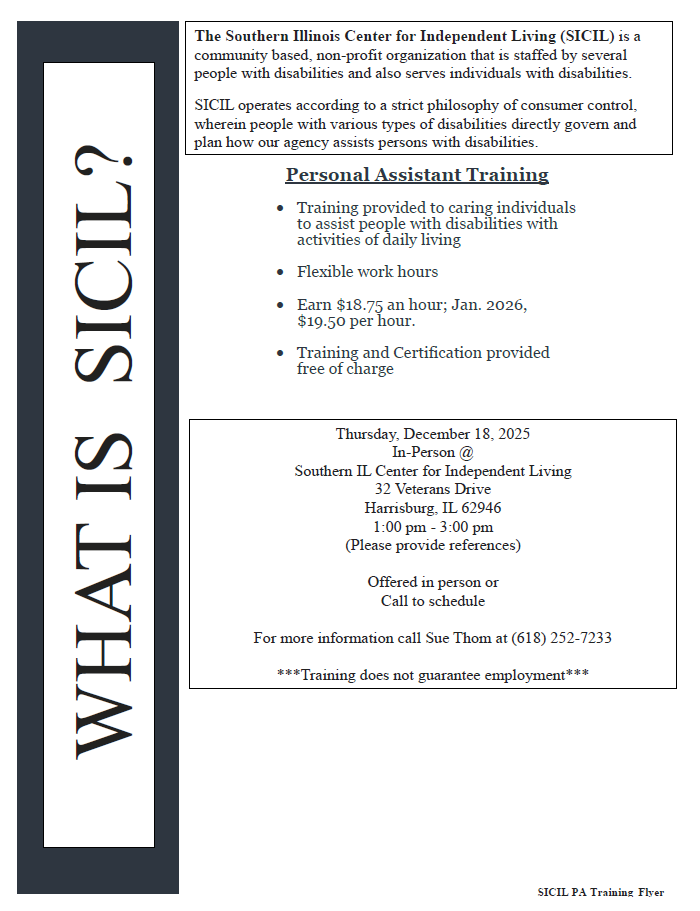 WHAT IS SICIL?
The Southern Illinois Center for Independent Living (SICIL) is a
community based, non-profit organization that is staffed by several
people with disabilities and also serves individuals with disabilities.
SICIL operates according to a strict philosophy of consumer control,
wherein people with various types of disabilities directly govern and
plan how our agency assists persons with disabilities.
Personal Assistant Training
• Training provided to caring individuals
to assist people with disabilities with
activities of daily living
• Flexible work hours
• Earn $18.75 an hour; Jan. 2026,
$19.50 per hour.
• Training and Certification provided
free of charge
Thursday, December 18, 2025
In-Person @
Southern IL Center for Independent Living
32 Veterans Drive
Harrisburg, IL 62946
1:00 pm - 3:00 pm
(Please provide references)
Offered in person or
Call to schedule
For more information call Sue Thom at (618) 252-7233
***Training does not guarantee employment***
SICIL PA Training Flyer